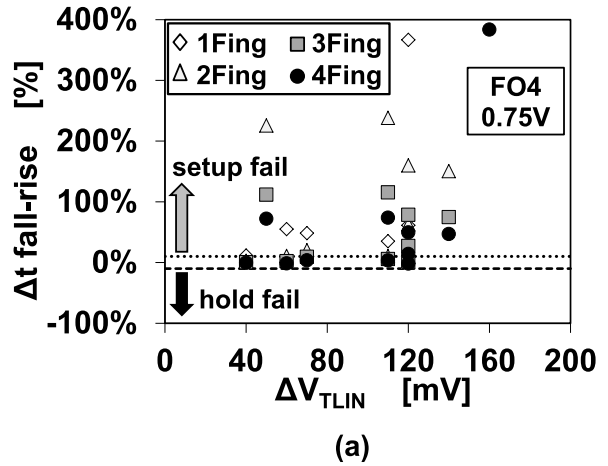 400%
300%
200%
100%
0%
-100%
Δt fall-rise [%]
1Fing 3Fing
2Fing 4Fing
FO4
0.75V
setup fail
hold fail
0 40 80 120 160 200
ΔVTLIN [mV]
(a)